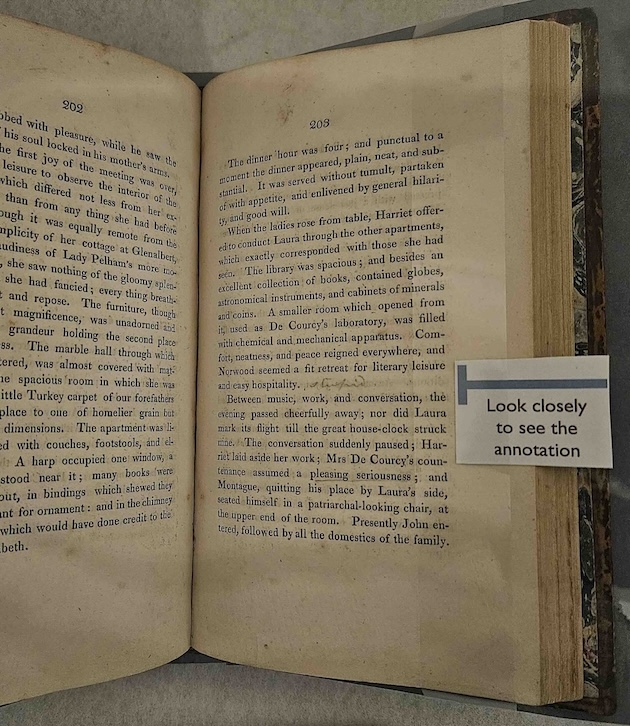 202
bed with pleasure, while he saw the
his soul locked in his mother's arms.
he first joy of the meeting was over,
leisure to observe the interior of the
which differed not less from her ex-
than from any thing she had before
ough it was equally remote from the
mplicity of her cottage at Glenalbert,
audiness of Lady Pelham's more mo-
, she saw nothing of the gloomy splen-
she had fancied; every thing breath-
t and repose. The furniture, though
t magnificence, was unadorned and
grandeur holding the second place
ss. The marble hall through which
tered, was almost covered with mat-
he spacious room in which she was
little Turkey carpet of our forefathers
place to one of homelier grain but
dimensions. The apartment was li-
ed with couches, footstools, and el-
A harp occupied one window, a
stood near it; many books were
out, in bindings which shewed they
ant for ornament: and in the chimney
which would have done credit to the
beth.
203
The dinner hour was four; and punctual to a
moment the dinner appeared, plain, neat, and sub-
stantial. It was served without tumult, partaken
of with appetite, and enlivened by general hilari-
ty, and good will.
When the ladies rose from table, Harriet offer-
ed to conduct Laura through the other apartments,
which exactly corresponded with those she had
seen. The library was spacious; and besides an
excellent collection of books, contained globes,
astronomical instruments, and cabinets of minerals
and coins. A smaller room which opened from
it, used as De Courcy's laboratory, was filled
with chemical and mechanical apparatus. Com-
fort, neatness, and peace reigned everywhere, and
Norwood seemed a fit retreat for literary leisure
and easy hospitality.
Between music, work, and conversation, the
evening passed cheerfully away; nor did Laura
mark its flight till the great house-clock struck
nine. The conversation suddenly paused; Har-
riet laid aside her work; Mrs De Courcy's coun-
tenance assumed a pleasing seriousness; and
Montague, quitting his place by Laura's side,
seated himself in a patriarchal-looking chair, at
the upper end of the room. Presently John en-
tered, followed by all the domestics of the family.
Look closely
to see the
annotation